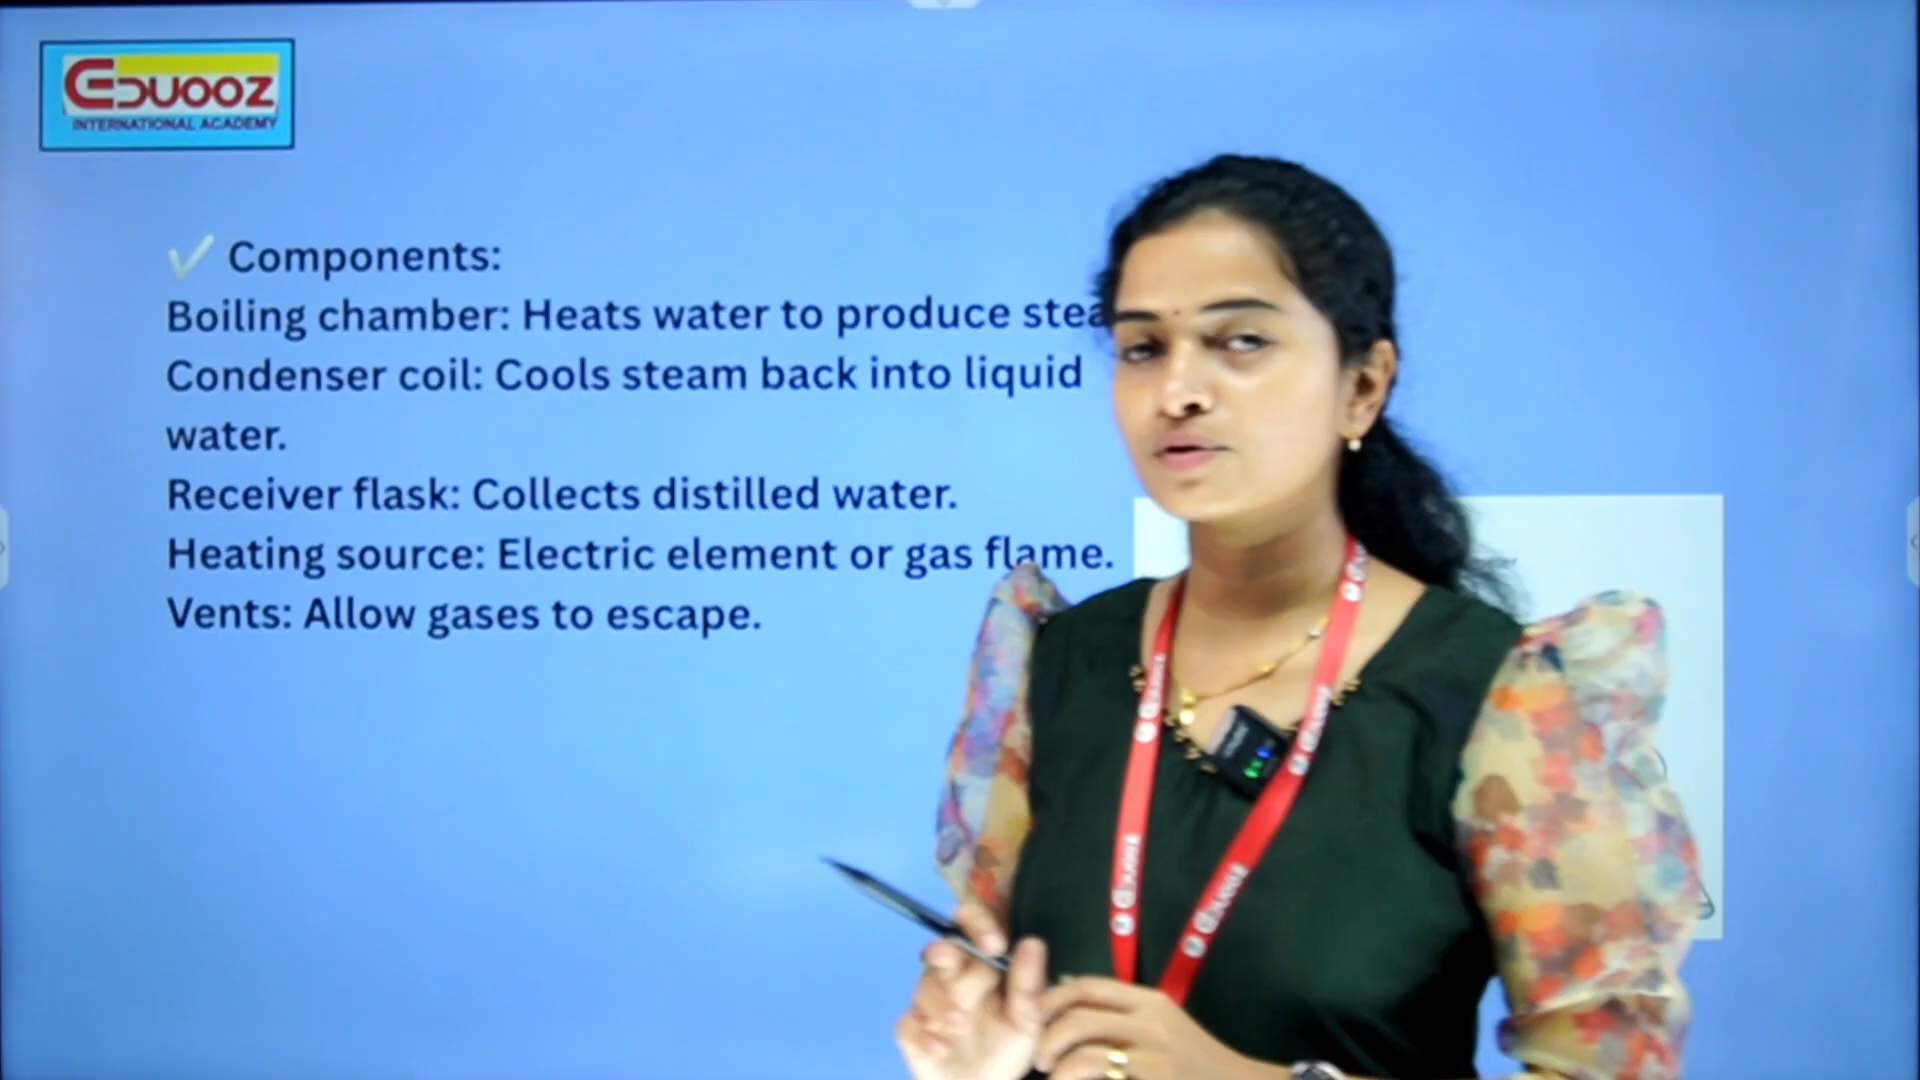 EDUOOZ
INTERNATIONAL ACADEMY
✓ Components:
Boiling chamber: Heats water to produce stea
Condenser coil: Cools steam back into liquid
water.
Receiver flask: Collects distilled water.
Heating source: Electric element or gas flame.
Vents: Allow gases to escape.